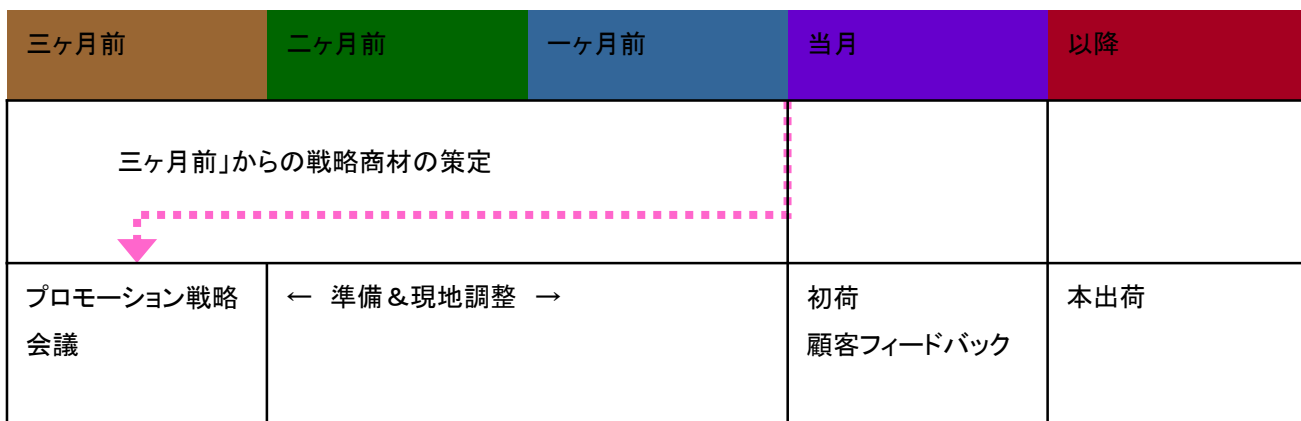 三ヶ月前 二ヶ月前 一ヶ月前 当月 以降
三ヶ月前」からの戦略商材の策定
プロモーション戦略
会議
← 準備＆現地調整 →
初荷
顧客フィードバック
本出荷